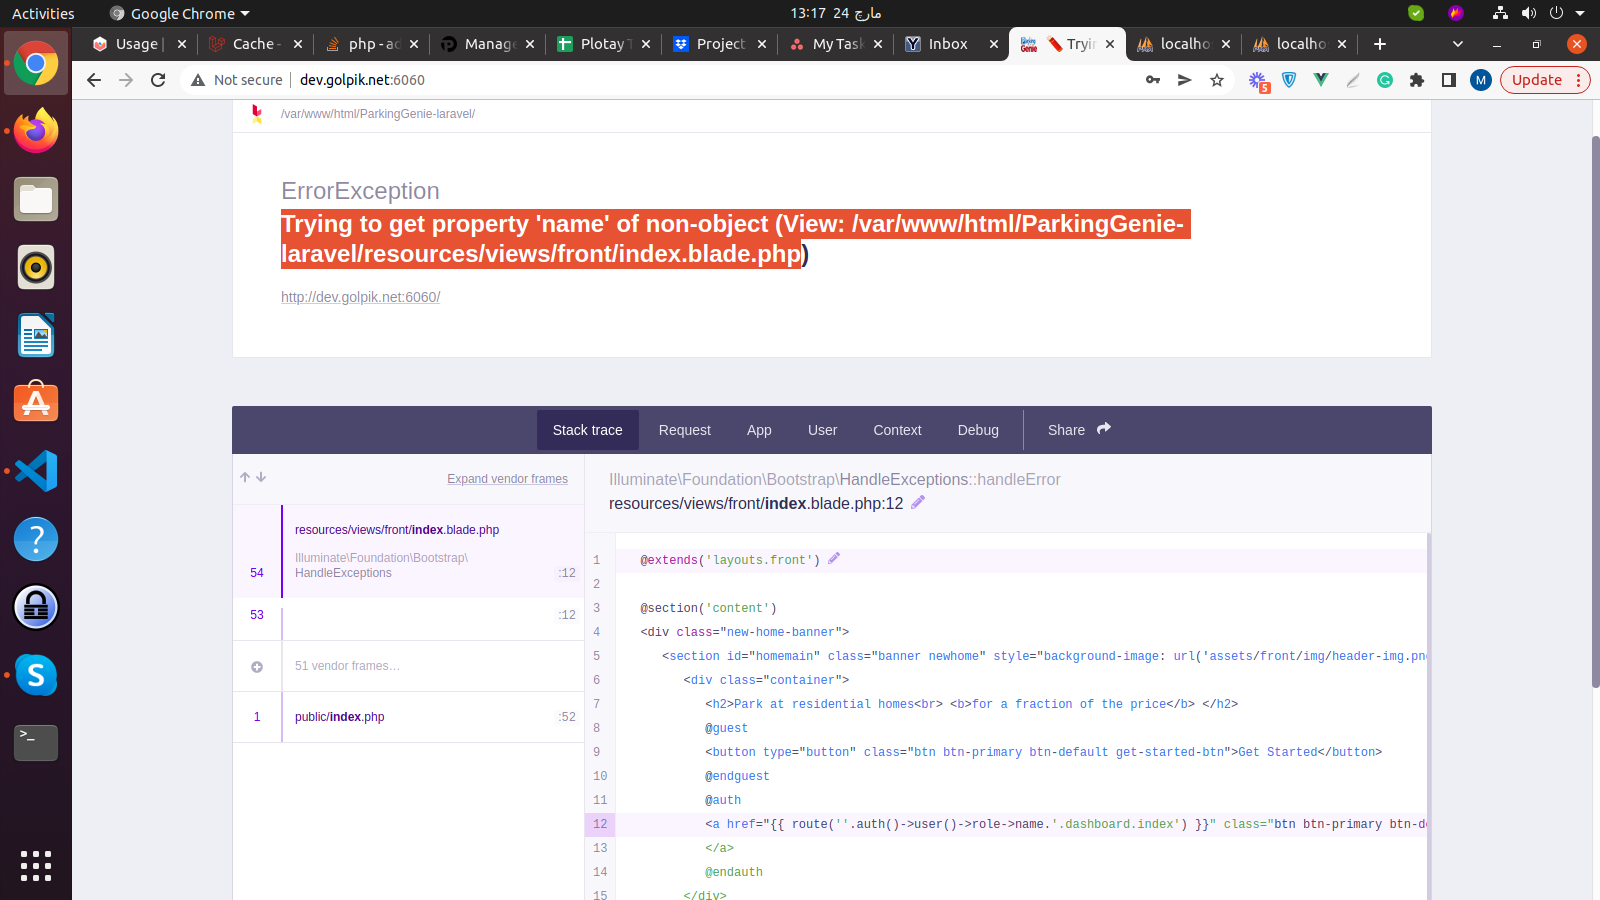 Activities
Google Chrome
13:17 24 مارچ
Usage |
Cache -
php - ad
Manage
Plotay T
Project
My Task
Inbox
Tryin
localho
localho
Not secure
dev.golpik.net:6060
5
M
Update
/var/www/html/ParkingGenie-laravel/
ErrorException
Trying to get property 'name' of non-object (View: /var/www/html/ParkingGenie-
laravel/resources/views/front/index.blade.php)
http://dev.golpik.net:6060/
Stack trace
Request
App
User
Context
Debug
Share
Expand vendor frames
resources/views/front/index.blade.php
Illuminate\Foundation\Bootstrap\
54 HandleExceptions :12
53 :12
51 vendor frames…
1 public/index.php :52
Illuminate\Foundation\Bootstrap\HandleExceptions::handleError
resources/views/front/index.blade.php:12
1 @extends('layouts.front')
2
3 @section('content')
4 <div class="new-home-banner">
5 <section id="homemain" class="banner newhome" style="background-image: url('assets/front/img/header-img.png
6 <div class="container">
7 <h2>Park at residential homes<br> <b>for a fraction of the price</b> </h2>
8 @guest
9 <button type="button" class="btn btn-primary btn-default get-started-btn">Get Started</button>
10 @endguest
11 @auth
12 <a href="{{ route(''.auth()->user()->role->name.'.dashboard.index') }}" class="btn btn-primary btn-de
13 </a>
14 @endauth
15 </div>